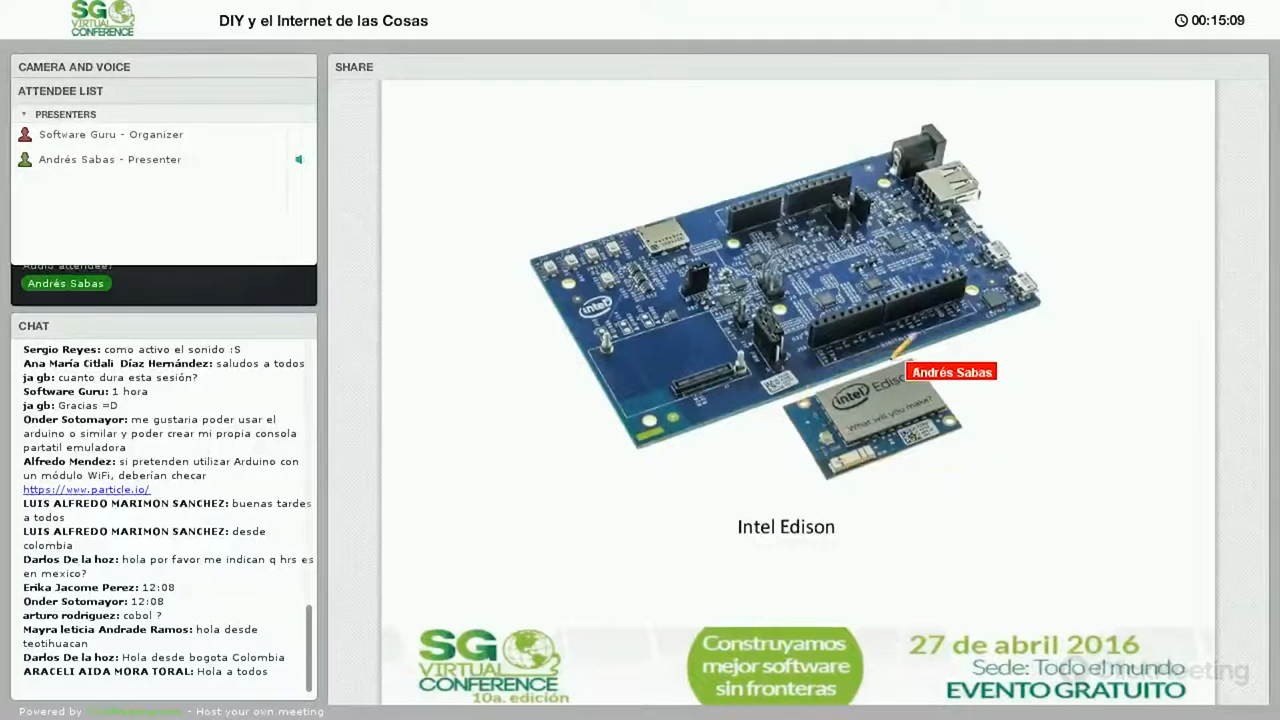 SG
VIRTUAL
CONFERENCE
DIY y el Internet de las Cosas
00:15:09
CAMERA AND VOICE
ATTENDEE LIST
PRESENTERS
Software Guru - Organizer
Andrés Sabas - Presenter
Audio attendee:
Andrés Sabas
CHAT
Sergio Reyes: como activo el sonido :S
Ana María Citlali Díaz Hernández: saludos a todos
ja gb: cuanto dura esta sesión?
Software Guru: 1 hora
ja gb: Gracias =D
Onder Sotomayor: me gustaria poder usar el
arduino o similar y poder crear mi propia consola
partatil emuladora
Alfredo Mendez: si pretenden utilizar Arduino con
un módulo WiFi, deberían checar
https://www.particle.io/
LUIS ALFREDO MARIMON SANCHEZ: buenas tardes
a todos
LUIS ALFREDO MARIMON SANCHEZ: desde
colombia
Darlos De la hoz: hola por favor me indican q hrs es
en mexico?
Erika Jacome Perez: 12:08
Onder Sotomayor: 12:08
arturo rodriguez: cobol ?
Mayra leticia Andrade Ramos: hola desde
teotihuacan
Darlos De la hoz: Hola desde bogota Colombia
ARACELI AIDA MORA TORAL: Hola a todos
Powered by ClickMeeting.com - Host your own meeting
SHARE
intel
Andrés Sabas
intel Edison
What will you make?
Intel Edison
SG
VIRTUAL
CONFERENCE
10a. edición
Construyamos
mejor software
sin fronteras
27 de abril 2016
Sede: Todo el mundo
EVENTO GRATUITO
ClickMeeting